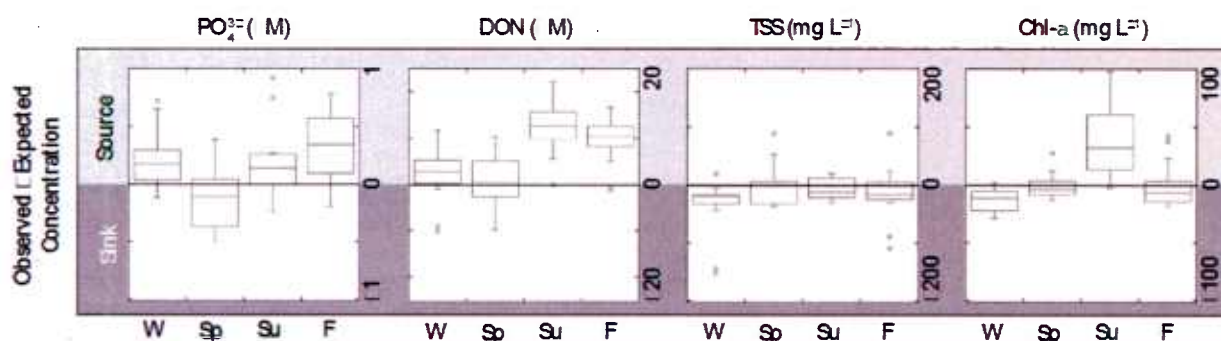 PO₄³⁼ (□M) DON (□M) TSS (mg L⁼¹) Chl-a (mg L⁼¹)
Observed □ Expected
Concentration
Source
Sink
1
0
□1
20
0
□20
200
0
□200
100
0
□100
W Sp Su F W Sp Su F W Sp Su F W Sp Su F